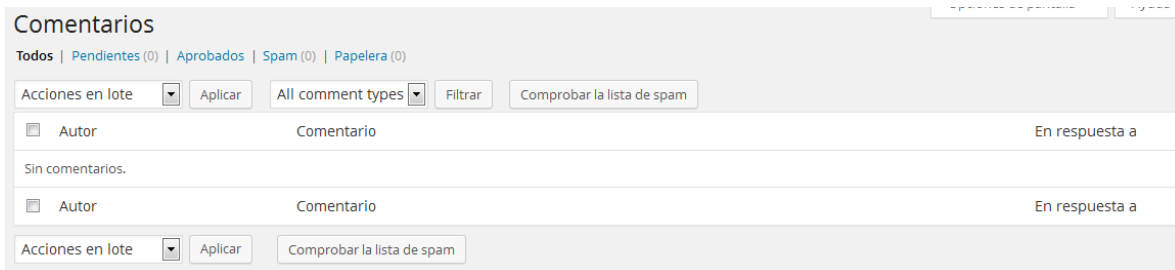 Comentarios
Todos | Pendientes (0) | Aprobados | Spam (0) | Papelera (0)
Acciones en lote Aplicar All comment types Filtrar Comprobar la lista de spam
Autor Comentario En respuesta a
Sin comentarios.
Autor Comentario En respuesta a
Acciones en lote Aplicar Comprobar la lista de spam